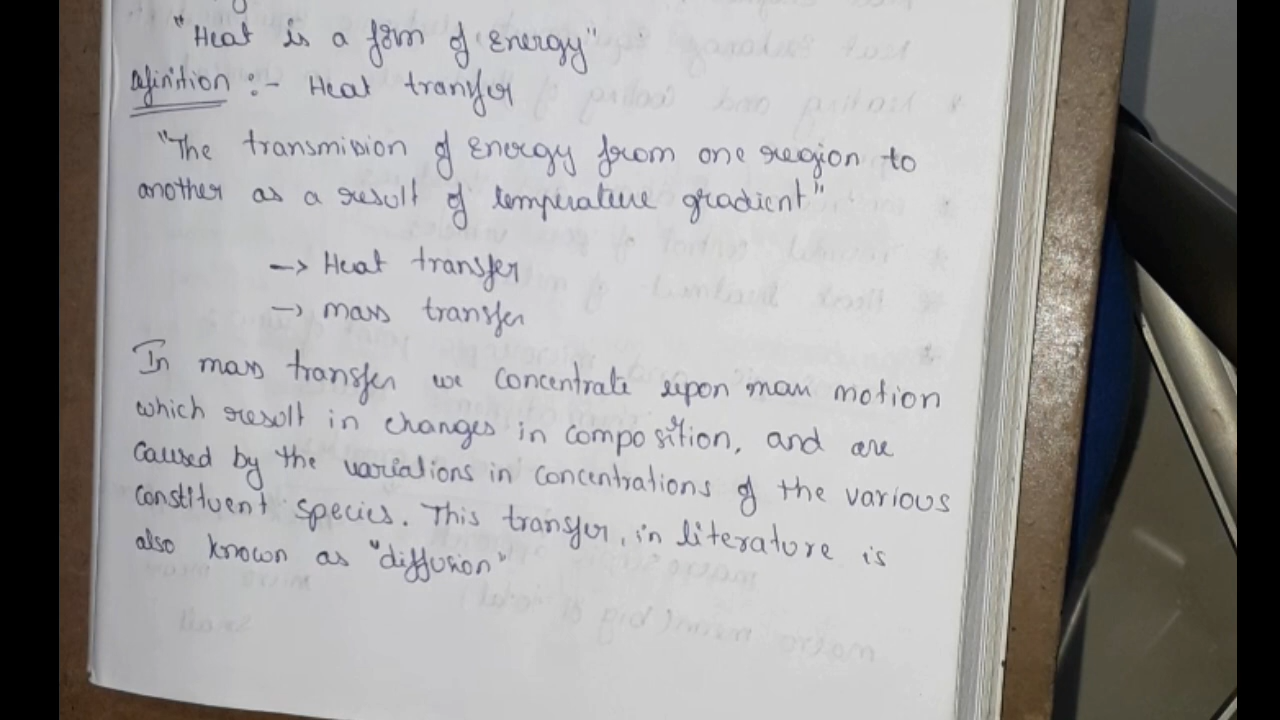 "Heat is a form of energy"
Definition :- Heat transfer
"The transmission of energy from one region to
another as a result of temperature gradient"
→ Heat transfer
→ mass transfer
In mass transfer we concentrate upon mass motion
which result in changes in composition, and are
caused by the variations in concentrations of the various
constituent species. This transfer, in literature is
also known as "diffusion"